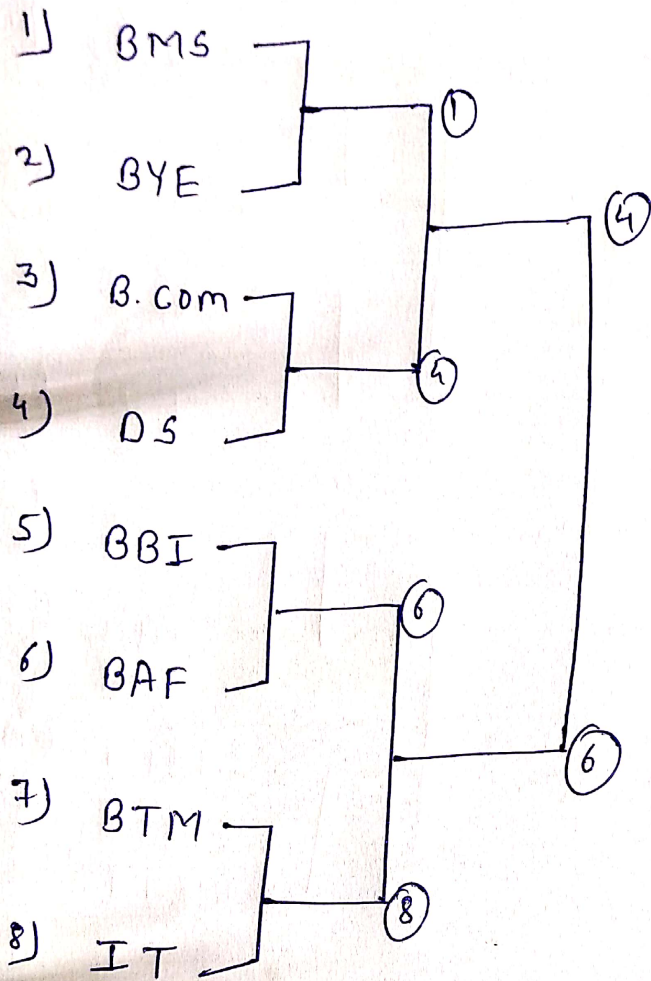 1) BMS
①
2) BYE
④
3) B.COM
④
4) DS
5) BBI
⑥
6) BAF
⑥
7) BTM
⑧
8) IT